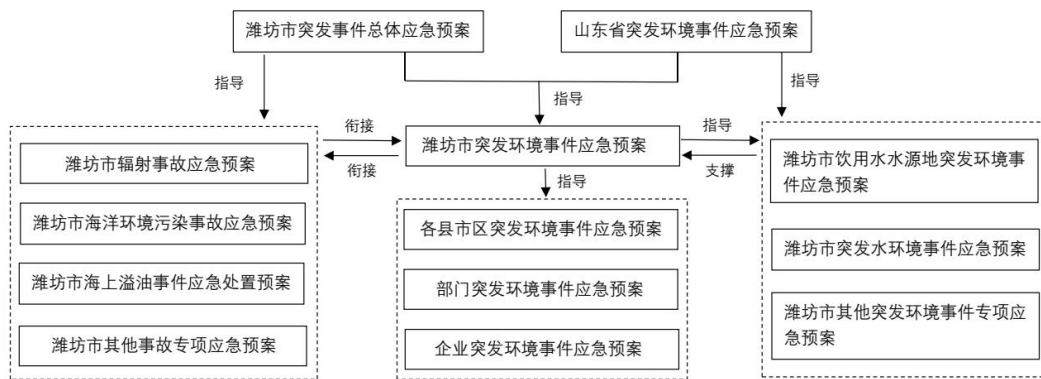 潍坊市突发事件总体应急预案
山东省突发环境事件应急预案
指导
指导
指导
潍坊市辐射事故应急预案
潍坊市海洋环境污染事故应急预案
潍坊市海上溢油事件应急处置预案
潍坊市其他事故专项应急预案
衔接
衔接
潍坊市突发环境事件应急预案
指导
支撑
指导
各县市区突发环境事件应急预案
部门突发环境事件应急预案
企业突发环境事件应急预案
潍坊市饮用水水源地突发环境事
件应急预案
潍坊市突发水环境事件应急预案
潍坊市其他突发环境事件专项应
急预案